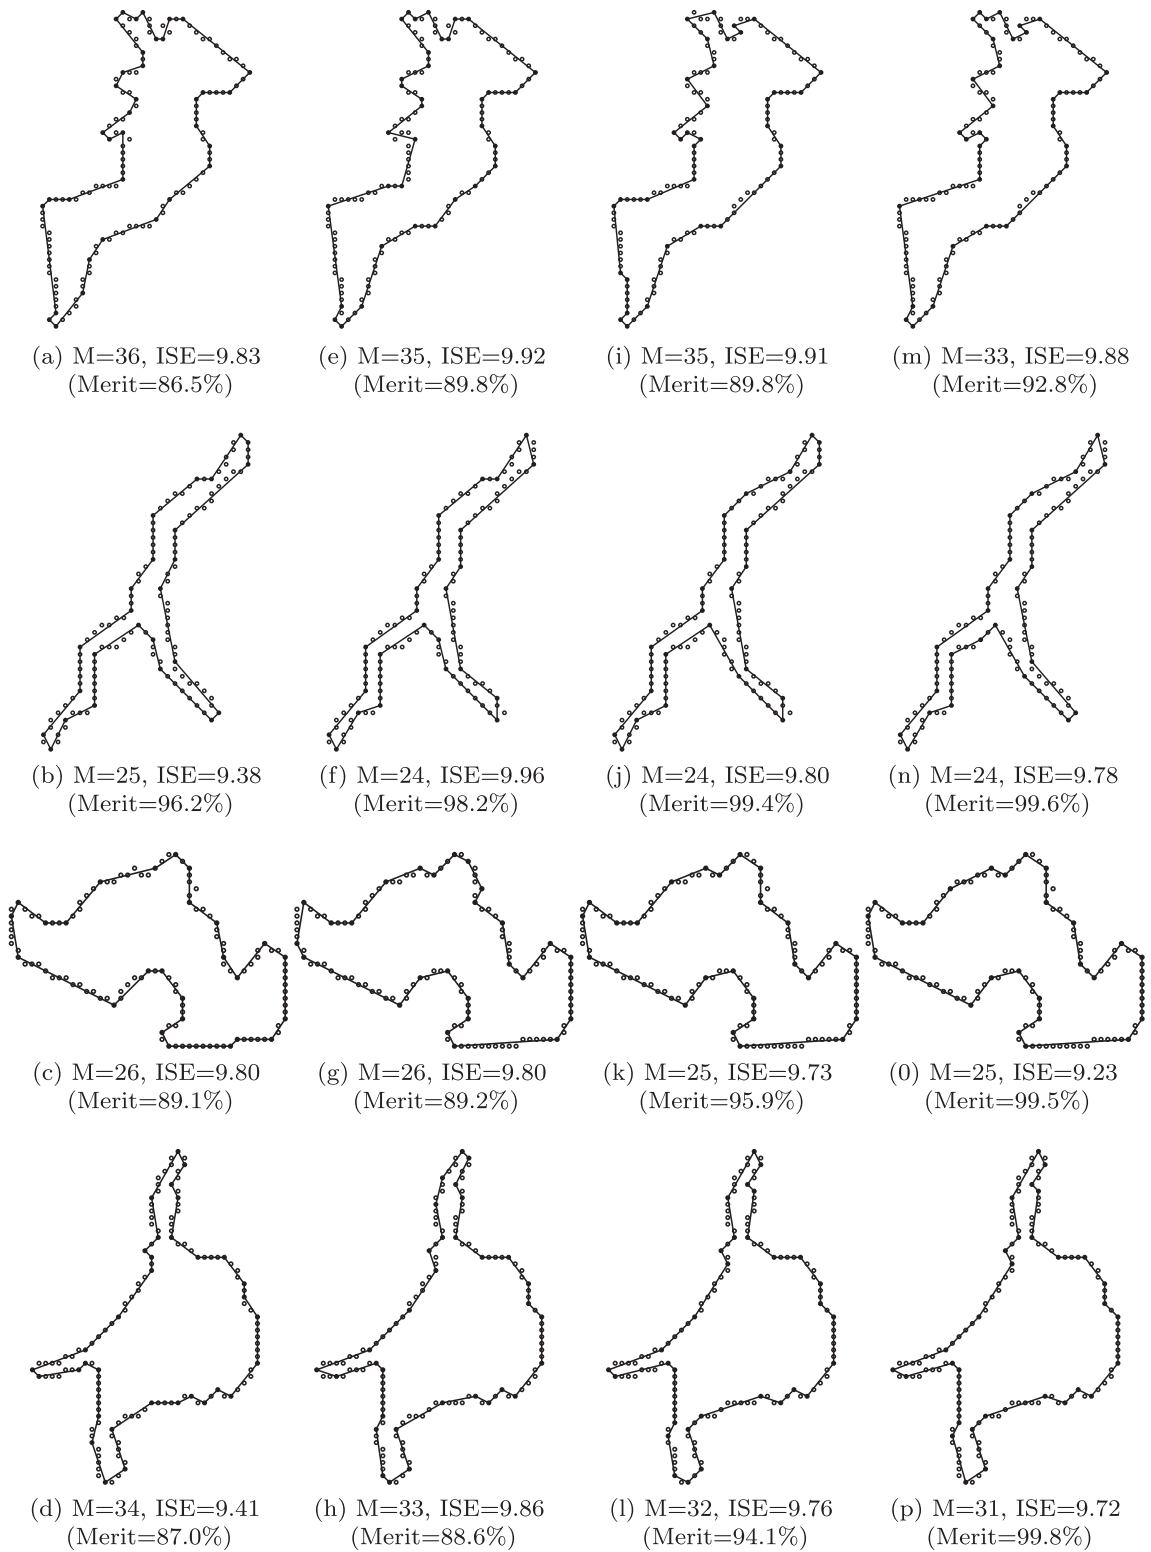 (a) M=36, ISE=9.83
(Merit=86.5%)
(e) M=35, ISE=9.92
(Merit=89.8%)
(i) M=35, ISE=9.91
(Merit=89.8%)
(m) M=33, ISE=9.88
(Merit=92.8%)
(b) M=25, ISE=9.38
(Merit=96.2%)
(f) M=24, ISE=9.96
(Merit=98.2%)
(j) M=24, ISE=9.80
(Merit=99.4%)
(n) M=24, ISE=9.78
(Merit=99.6%)
(c) M=26, ISE=9.80
(Merit=89.1%)
(g) M=26, ISE=9.80
(Merit=89.2%)
(k) M=25, ISE=9.73
(Merit=95.9%)
(0) M=25, ISE=9.23
(Merit=99.5%)
(d) M=34, ISE=9.41
(Merit=87.0%)
(h) M=33, ISE=9.86
(Merit=88.6%)
(l) M=32, ISE=9.76
(Merit=94.1%)
(p) M=31, ISE=9.72
(Merit=99.8%)